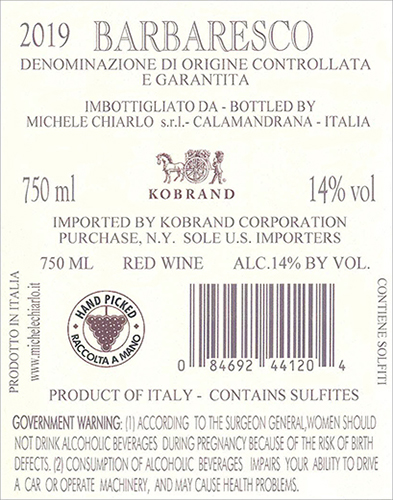 2019 BARBARESCO
DENOMINAZIONE DI ORIGINE CONTROLLATA
E GARANTITA
IMBOTTIGLIATO DA - BOTTLED BY
MICHELE CHIARLO s.r.l.- CALAMANDRANA - ITALIA
750 ml
KOBRAND
14% vol
IMPORTED BY KOBRAND CORPORATION
PURCHASE, N.Y. SOLE U.S. IMPORTERS
750 ML RED WINE ALC.14% BY VOL.
PRODOTTO IN ITALIA
www.michelechiarlo.it
HAND PICKED
RACCOLTA A MANO
0 84692 44120 4
CONTIENE SOLFITI
PRODUCT OF ITALY - CONTAINS SULFITES
GOVERNMENT WARNING: (1) ACCORDING TO THE SURGEON GENERAL,WOMEN SHOULD
NOT DRINK ALCOHOLIC BEVERAGES DURING PREGNANCY BECAUSE OF THE RISK OF BIRTH
DEFECTS. (2) CONSUMPTION OF ALCOHOLIC BEVERAGES IMPAIRS YOUR ABILITY TO DRIVE
A CAR OR OPERATE MACHINERY, AND MAY CAUSE HEALTH PROBLEMS.